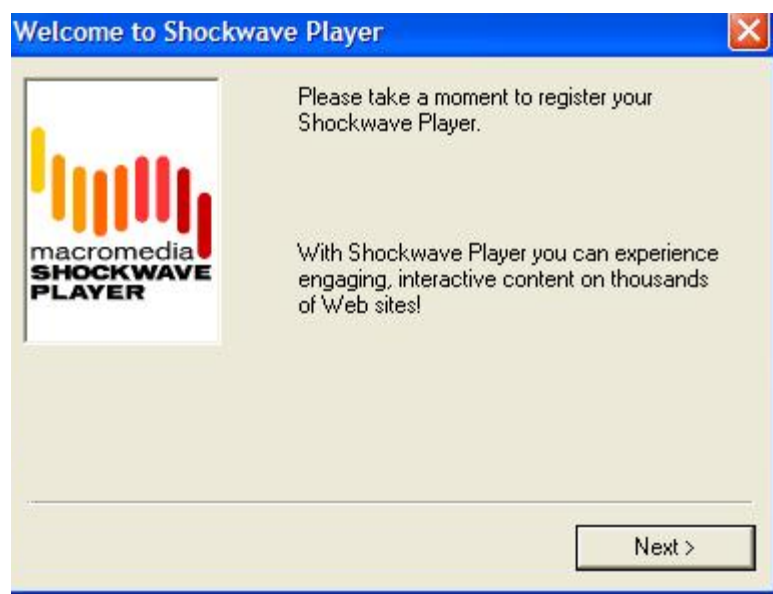 Welcome to Shockwave Player
Please take a moment to register your
Shockwave Player.
macromedia
SHOCKWAVE
PLAYER
With Shockwave Player you can experience
engaging, interactive content on thousands
of Web sites!
Next >